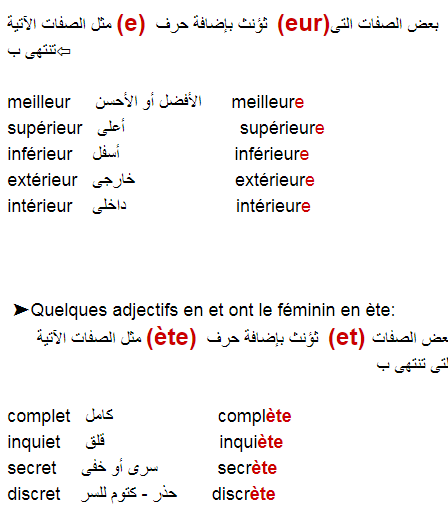 بعض الصفات التى (eur) تؤنث بإضافة حرف (e) مثل الصفات الآتية
تنتهى ب⇦
meilleur الأفضل أو الأحسن meilleure
supérieur أعلى supérieure
inférieur أسفل inférieure
extérieur خارجى extérieure
intérieur داخلى intérieure
➤Quelques adjectifs en et ont le féminin en ète:
بعض الصفات (et) تؤنث بإضافة حرف (ète) مثل الصفات الآتية
لتى تنتهى ب
complet كامل complète
inquiet قلق inquiète
secret سرى أو خفى secrète
discret حذر - كتوم للسر discrète